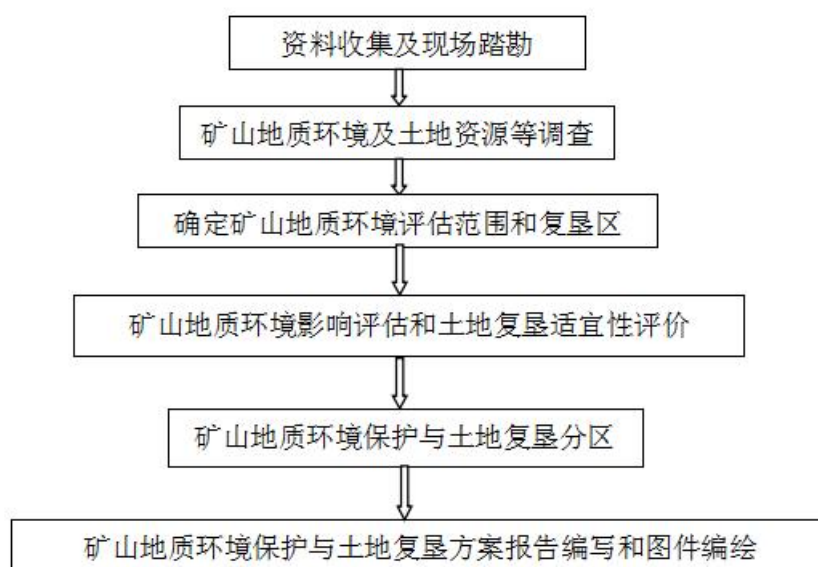 资料收集及现场踏勘
矿山地质环境及土地资源等调查
确定矿山地质环境评估范围和复垦区
矿山地质环境影响评估和土地复垦适宜性评价
矿山地质环境保护与土地复垦分区
矿山地质环境保护与土地复垦方案报告编写和图件编绘